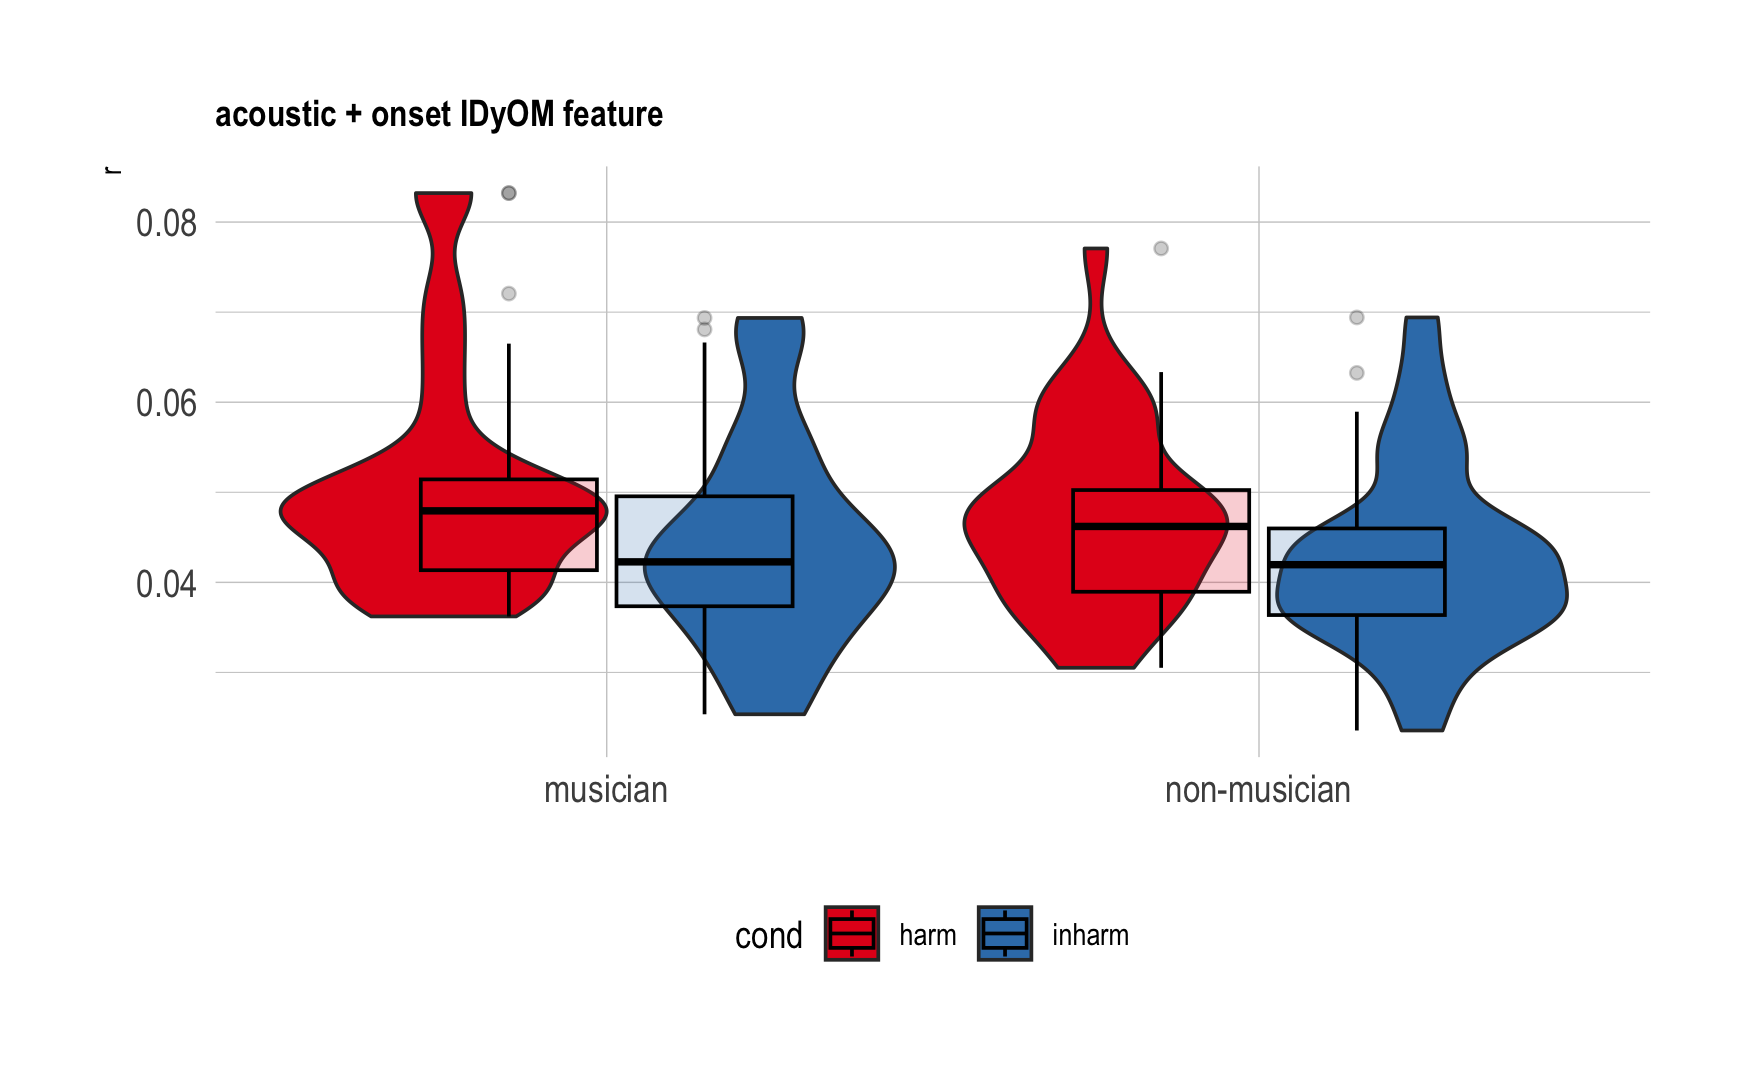 acoustic + onset IDyOM feature
r
0.08
0.06
0.04
musician non-musician
cond harm inharm